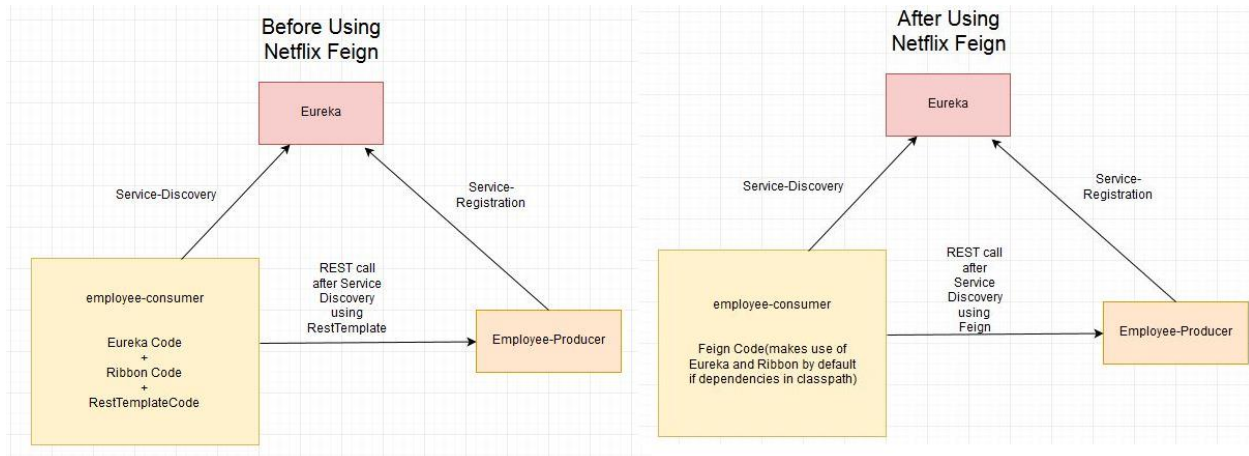 Before Using
Netflix Feign
Eureka
Service-Discovery
Service-
Registration
employee-consumer
Eureka Code
+
Ribbon Code
+
RestTemplateCode
REST call
after Service
Discovery
using
RestTemplate
Employee-Producer
After Using
Netflix Feign
Eureka
Service-Discovery
Service-
Registration
employee-consumer
Feign Code(makes use of
Eureka and Ribbon by default
if dependencies in classpath)
REST call
after
Service
Discovery
using
Feign
Employee-Producer